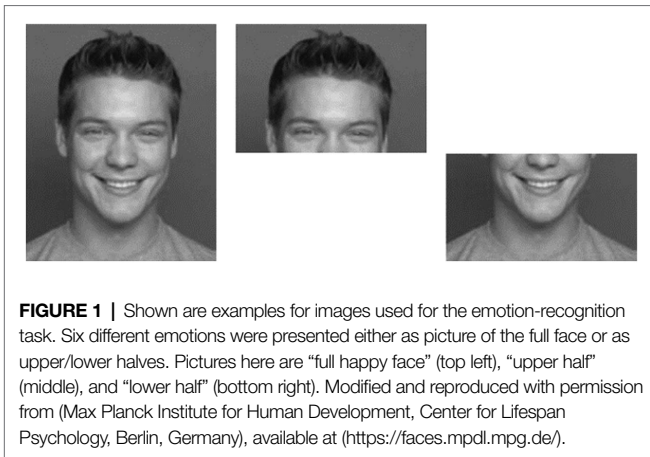 FIGURE 1 | Shown are examples for images used for the emotion-recognition
task. Six different emotions were presented either as picture of the full face or as
upper/lower halves. Pictures here are “full happy face” (top left), “upper half”
(middle), and “lower half” (bottom right). Modified and reproduced with permission
from (Max Planck Institute for Human Development, Center for Lifespan
Psychology, Berlin, Germany), available at (https://faces.mpdl.mpg.de/).